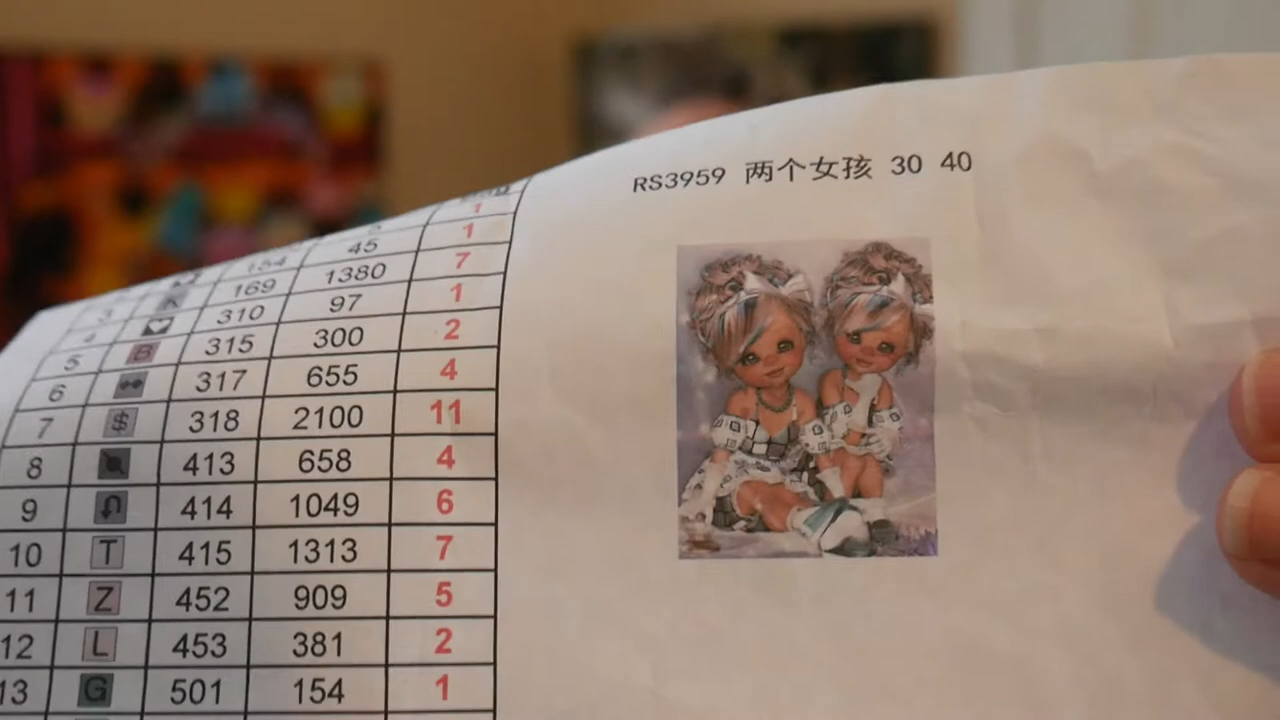 RS3959 两个女孩 30 40
1
45 1
3 154 1380 7
4 K 169 97 1
5 310 300 2
6 B 315 655 4
7 $ 318 2100 11
8 413 658 4
9 414 1049 6
10 T 415 1313 7
11 Z 452 909 5
12 L 453 381 2
13 G 501 154 1
317